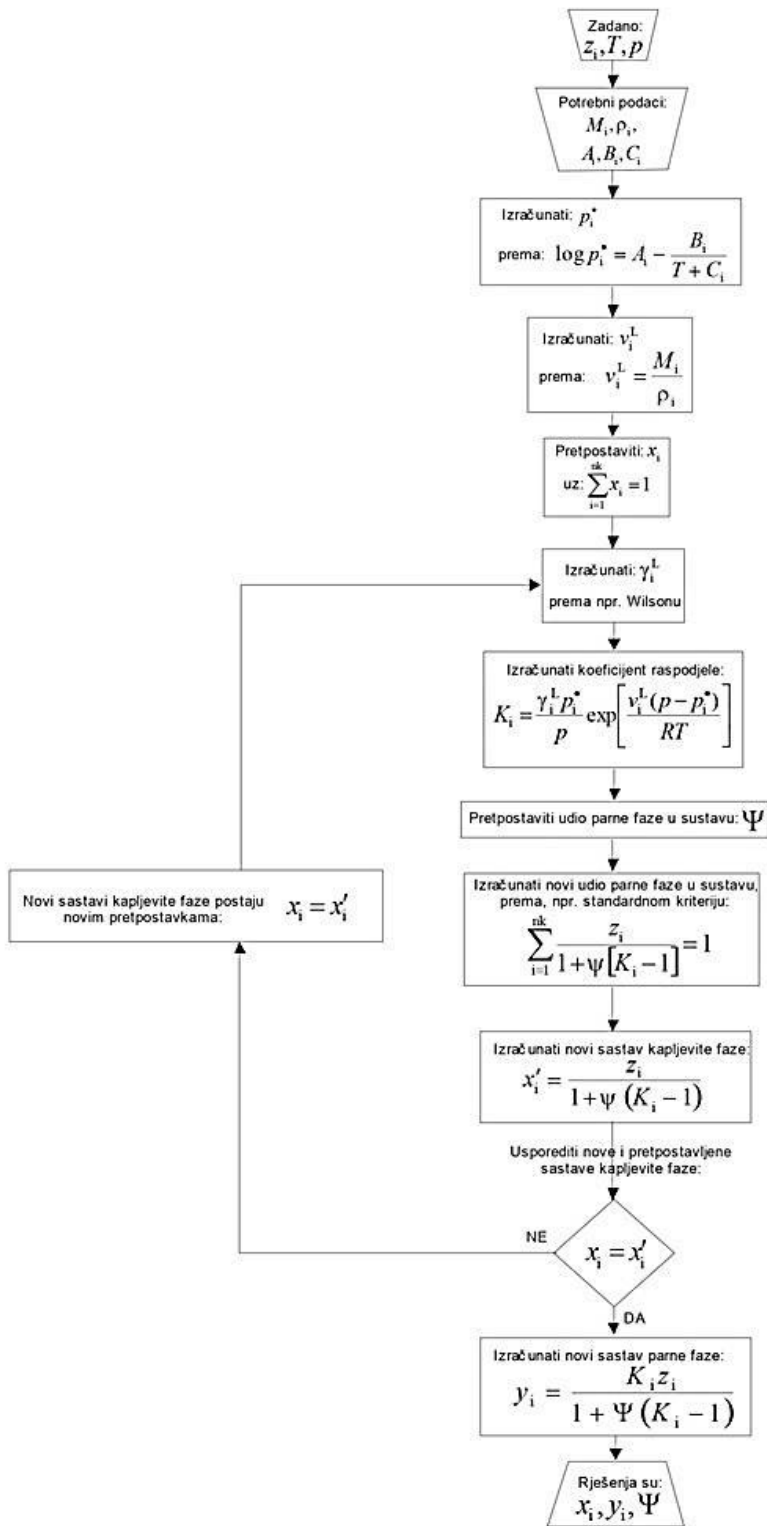 Zadano:
z_i, T, p
Potrebni podaci:
M_i, ρ_i,
A_i, B_i, C_i
Izračunati: p_i^•
prema: log p_i^• = A_i − B_i / (T + C_i)
Izračunati: v_i^L
prema: v_i^L = M_i / ρ_i
Pretpostaviti: x_i
uz: ∑_{i=1}^{nk} x_i = 1
Izračunati: γ_i^L
prema npr. Wilsonu
Izračunati koeficijent raspodjele:
K_i = (γ_i^L p_i^•) / p exp[ v_i^L (p − p_i^•) / RT ]
Pretpostaviti udio parne faze u sustavu: Ψ
Izračunati novi udio parne faze u sustavu,
prema, npr. standardnom kriteriju:
∑_{i=1}^{nk} z_i / (1 + ψ[K_i − 1]) = 1
Izračunati novi sastav kapljevite faze:
x_i′ = z_i / (1 + ψ (K_i − 1))
Usporediti nove i pretpostavljene
sastave kapljevite faze:
x_i = x_i′
NE
Novi sastavi kapljevite faze postaju
novim pretpostavkama: x_i = x_i′
DA
Izračunati novi sastav parne faze:
y_i = K_i z_i / (1 + Ψ (K_i − 1))
Rješenja su:
x_i, y_i, Ψ